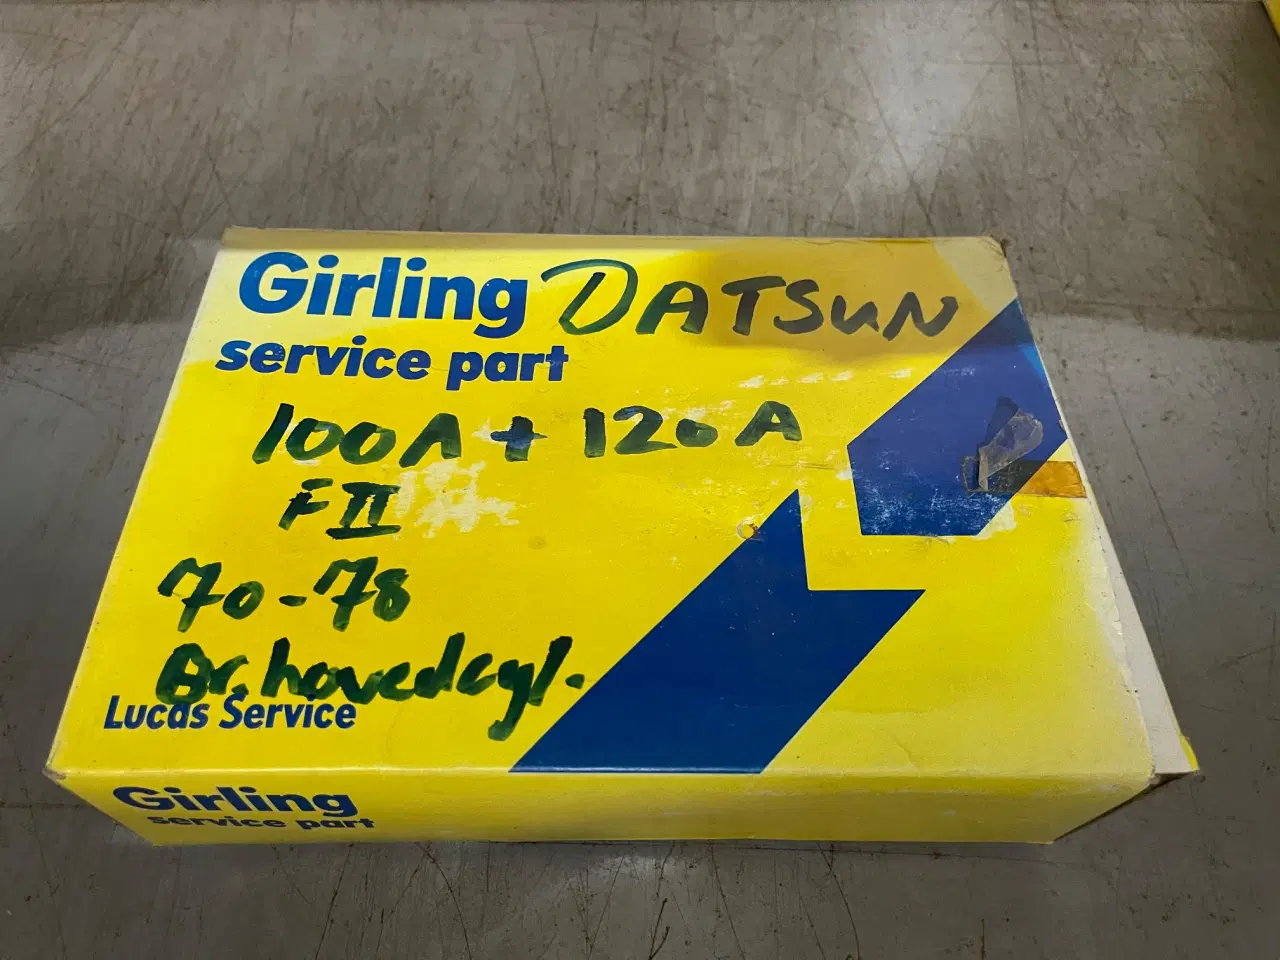 Girling DATSUN
service part
100A + 120A
F II
70-78
Br. hovedcyl.
Lucas Service
Girling
service part